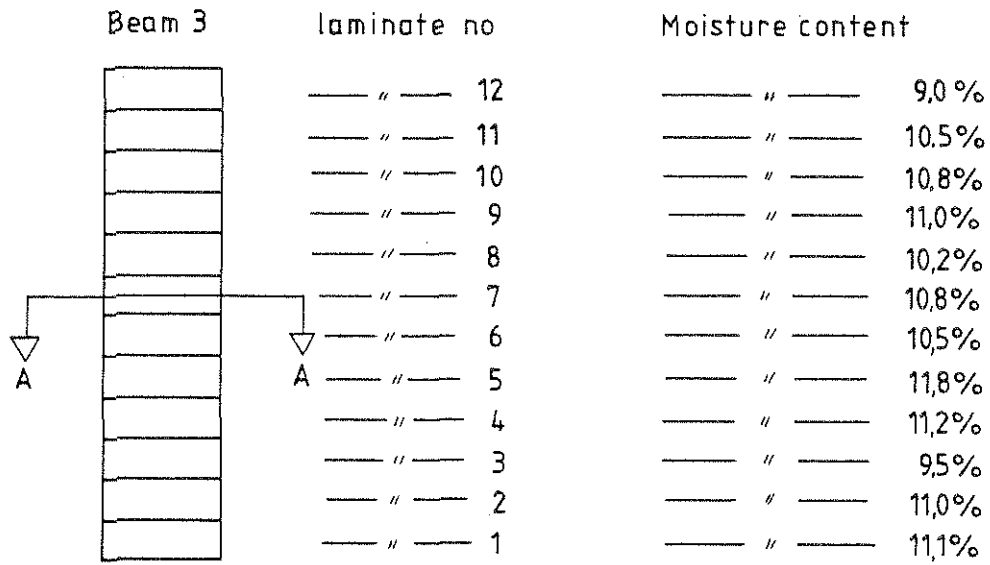 Beam 3 laminate no Moisture content
— " — 12 — " — 9,0 %
— " — 11 — " — 10.5%
— " — 10 — " — 10,8%
— " — 9 — " — 11,0%
— " — 8 — " — 10,2%
— " — 7 — " — 10,8%
— " — 6 — " — 10,5%
A A — " — 5 — " — 11,8%
— " — 4 — " — 11,2%
— " — 3 — " — 9,5%
— " — 2 — " — 11,0%
— " — 1 — " — 11,1%